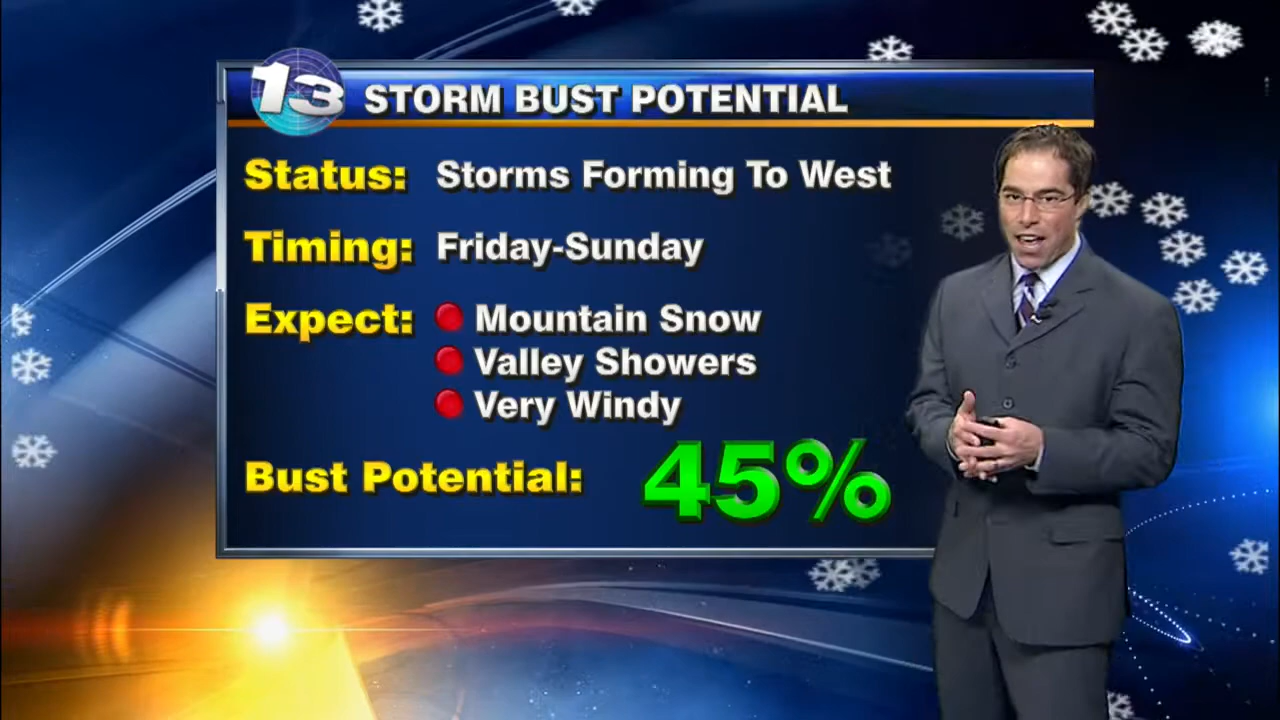 13 STORM BUST POTENTIAL
Status: Storms Forming To West
Timing: Friday-Sunday
Expect: Mountain Snow
Valley Showers
Very Windy
Bust Potential: 45%